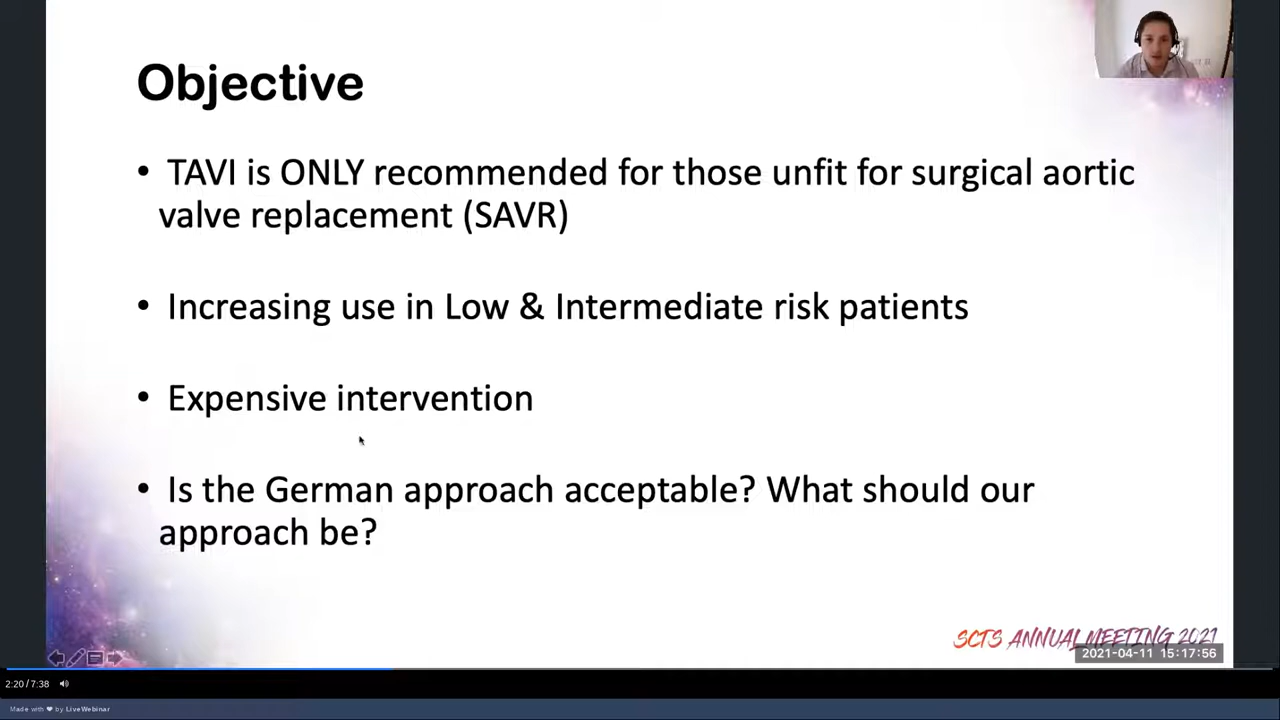 Objective
• TAVI is ONLY recommended for those unfit for surgical aortic
valve replacement (SAVR)
• Increasing use in Low & Intermediate risk patients
• Expensive intervention
• Is the German approach acceptable? What should our
approach be?
SCTS ANNUAL MEETING 2021
2021-04-11 15:17:56
2:20 / 7:38
Made with ❤ by LiveWebinar